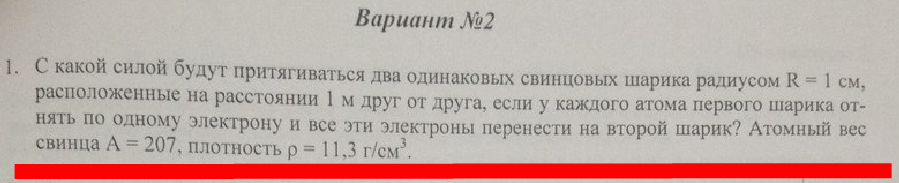 Вариант №2
1. С какой силой будут притягиваться два одинаковых свинцовых шарика радиусом R = 1 см,
расположенные на расстоянии 1 м друг от друга, если у каждого атома первого шарика от-
нять по одному электрону и все эти электроны перенести на второй шарик? Атомный вес
свинца A = 207, плотность ρ = 11,3 г/см³.